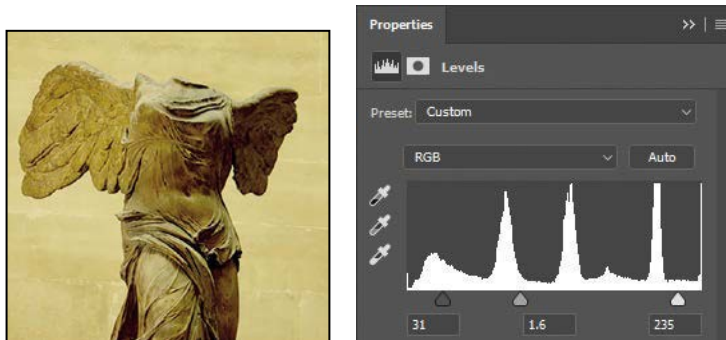 Properties
Levels
Preset: Custom
RGB Auto
31 1.6 235